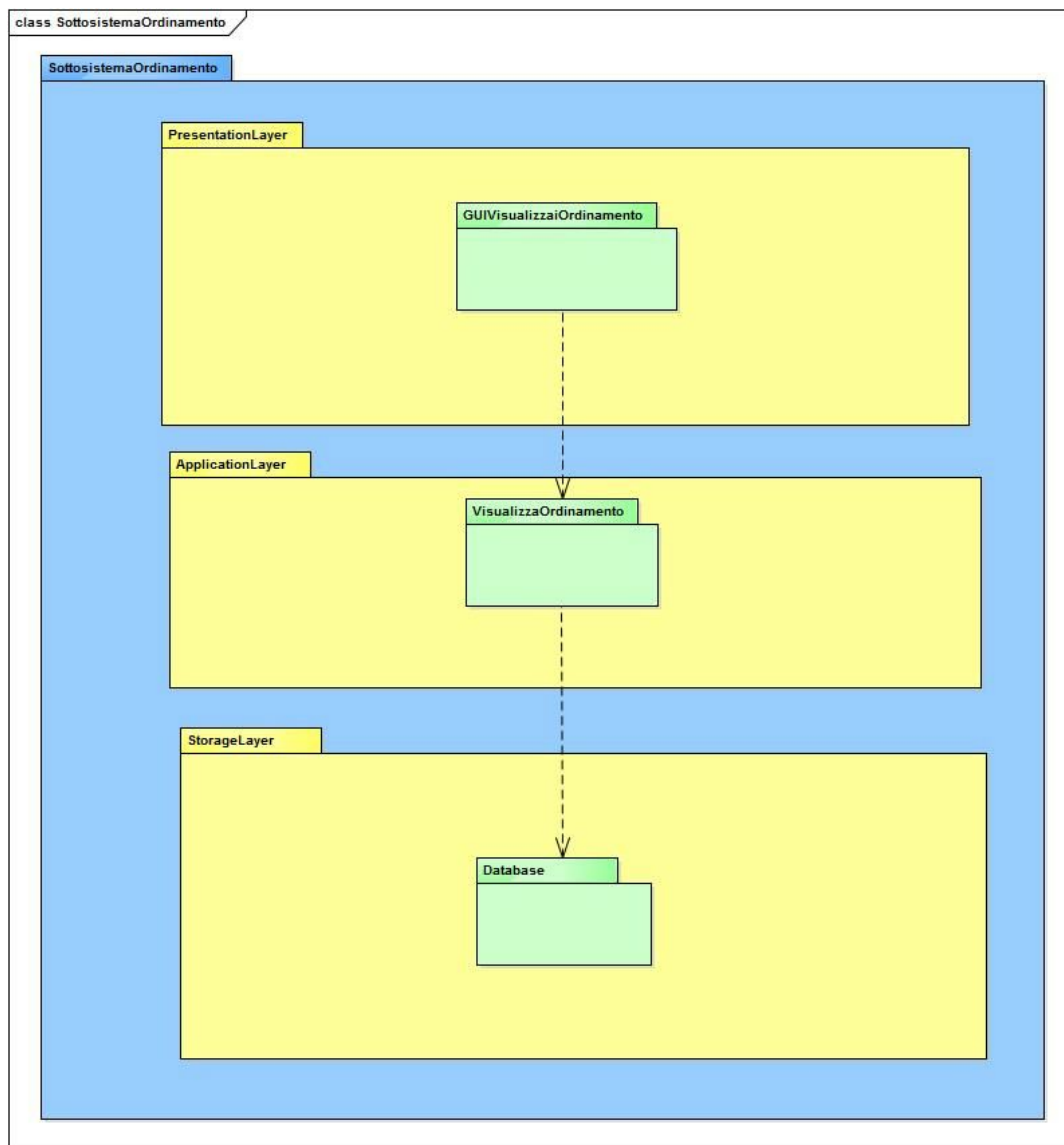 class SottosistemaOrdinamento
SottosistemaOrdinamento
PresentationLayer
GUIVisualizzaiOrdinamento
ApplicationLayer
VisualizzaOrdinamento
StorageLayer
Database